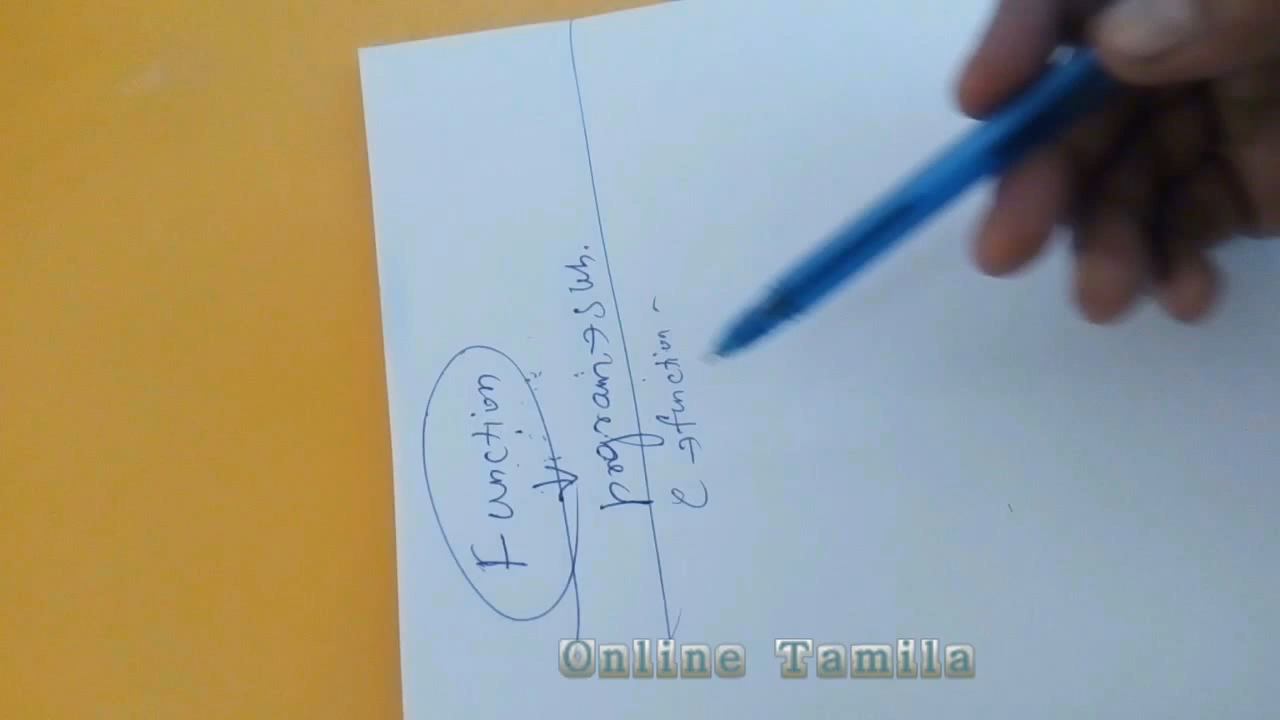 Function
program → Sub.
C → function -
Online Tamila